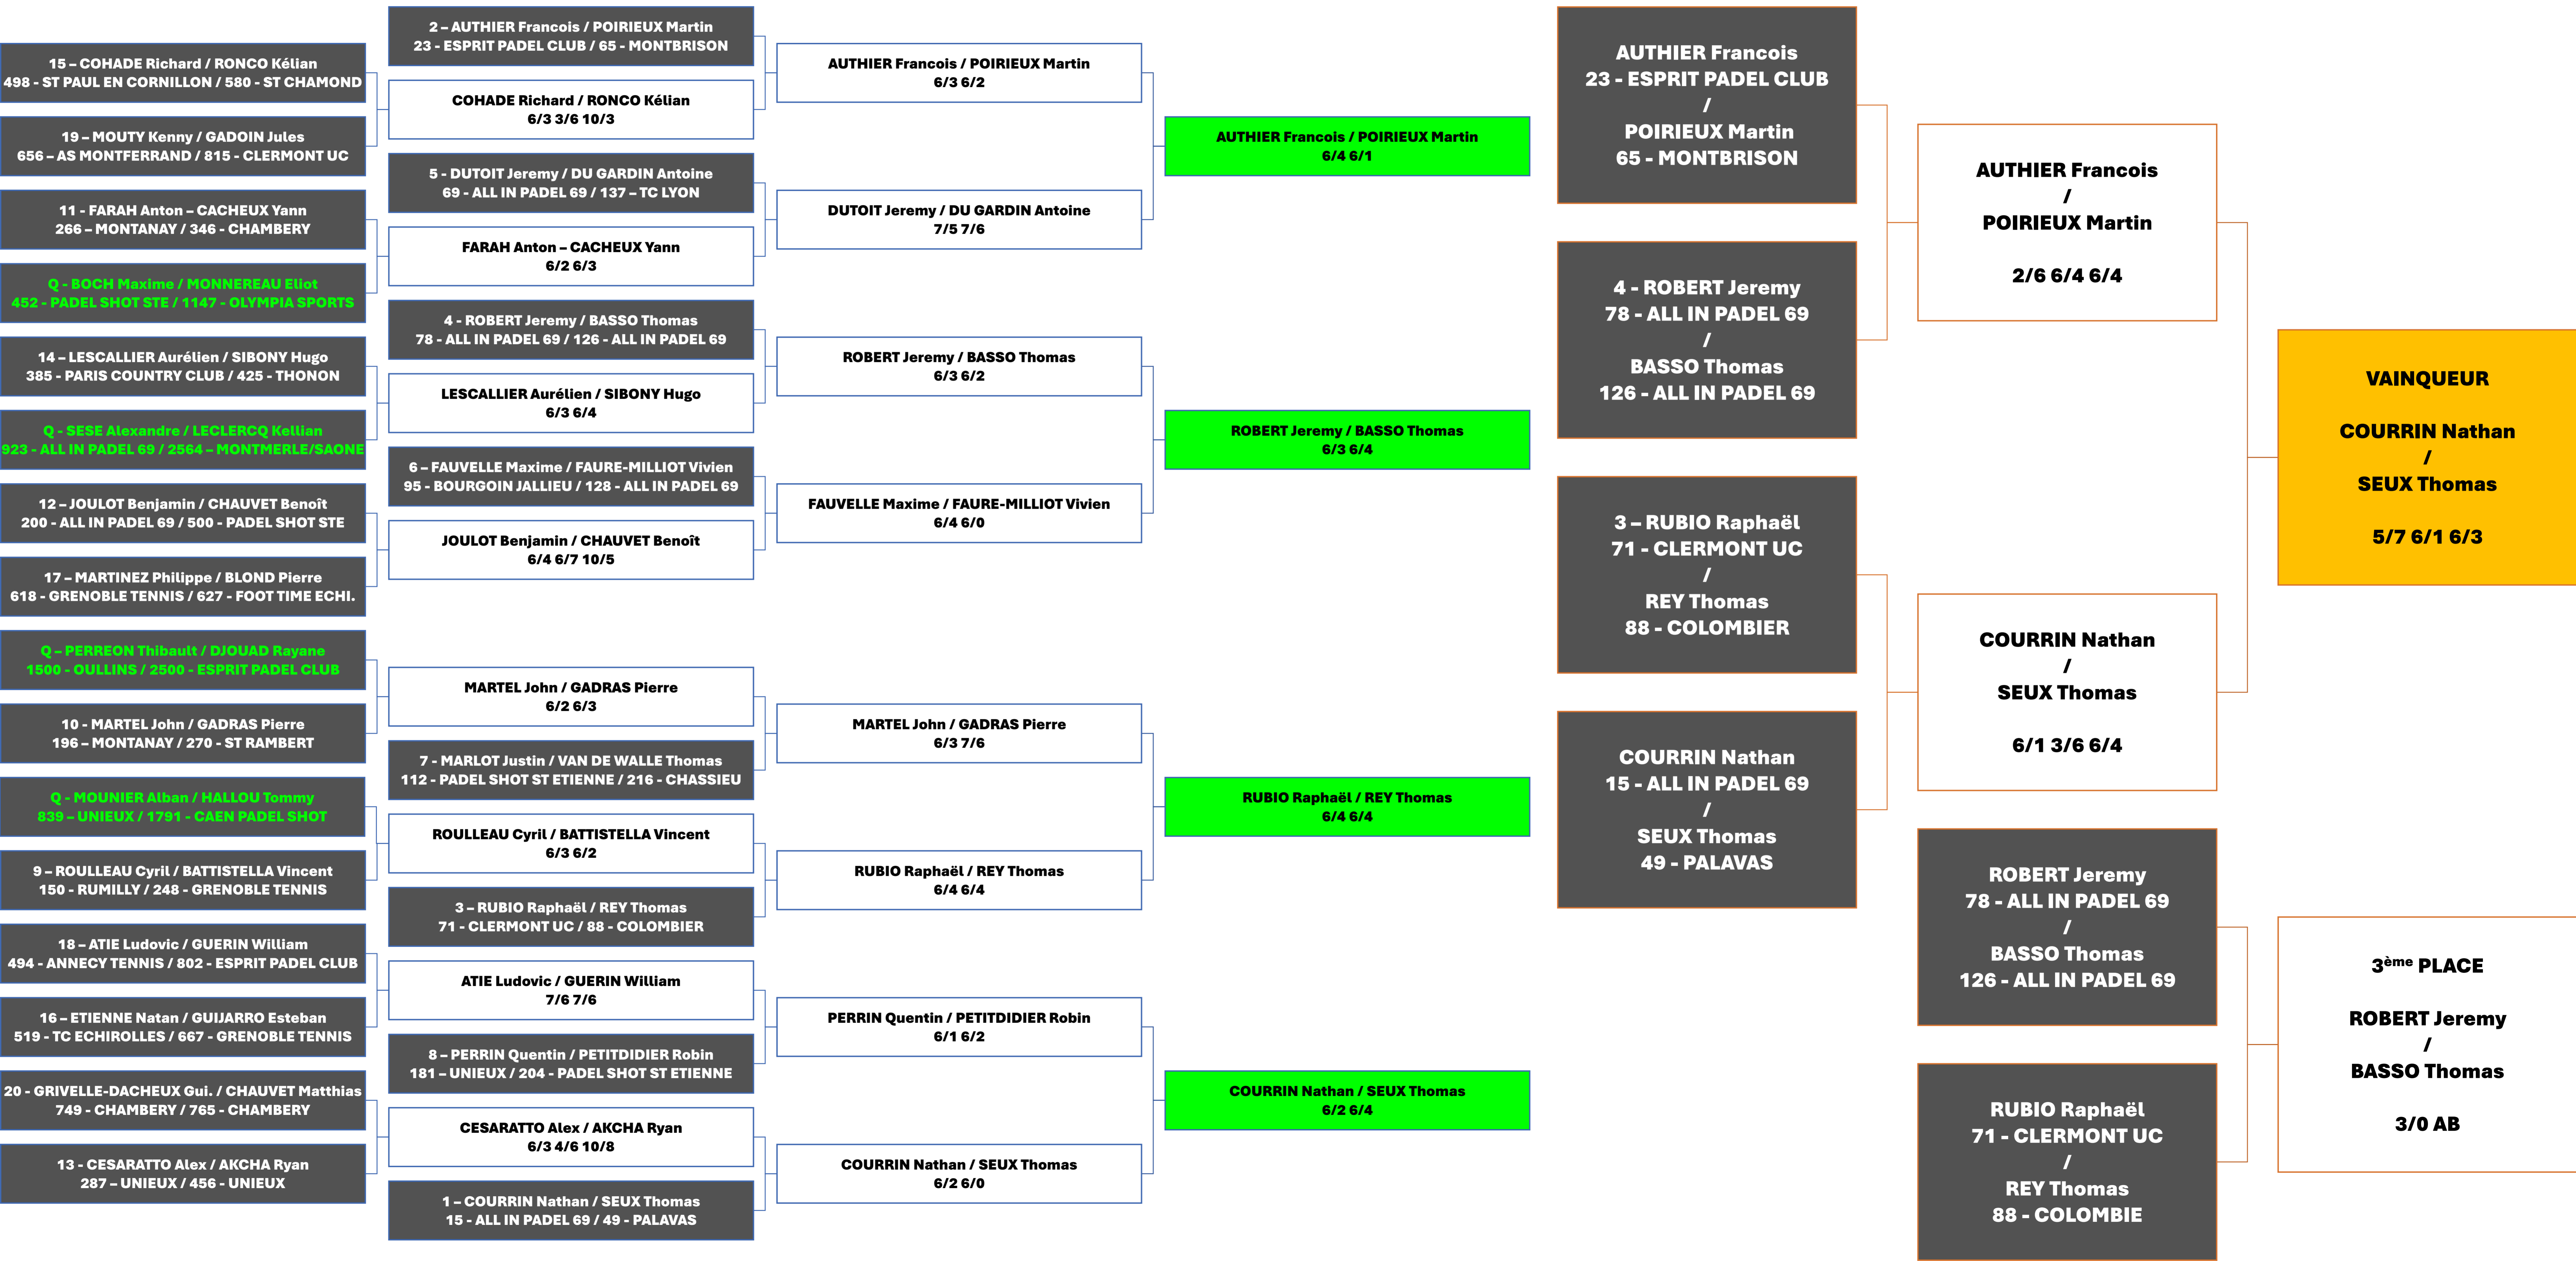 15 – COHADE Richard / RONCO Kélian
498 - ST PAUL EN CORNILLON / 580 - ST CHAMOND
19 – MOUTY Kenny / GADOIN Jules
656 – AS MONTFERRAND / 815 - CLERMONT UC
11 - FARAH Anton – CACHEUX Yann
266 – MONTANAY / 346 - CHAMBERY
Q - BOCH Maxime / MONNEREAU Eliot
452 - PADEL SHOT STE / 1147 - OLYMPIA SPORTS
14 – LESCALLIER Aurélien / SIBONY Hugo
385 - PARIS COUNTRY CLUB / 425 - THONON
Q - SESE Alexandre / LECLERCQ Kellian
923 - ALL IN PADEL 69 / 2564 – MONTMERLE/SAONE
12 – JOULOT Benjamin / CHAUVET Benoît
200 - ALL IN PADEL 69 / 500 - PADEL SHOT STE
17 – MARTINEZ Philippe / BLOND Pierre
618 - GRENOBLE TENNIS / 627 - FOOT TIME ECHI.
Q – PERREON Thibault / DJOUAD Rayane
1500 - OULLINS / 2500 - ESPRIT PADEL CLUB
10 - MARTEL John / GADRAS Pierre
196 – MONTANAY / 270 - ST RAMBERT
Q - MOUNIER Alban / HALLOU Tommy
839 – UNIEUX / 1791 - CAEN PADEL SHOT
9 – ROULLEAU Cyril / BATTISTELLA Vincent
150 - RUMILLY / 248 - GRENOBLE TENNIS
18 – ATIE Ludovic / GUERIN William
494 - ANNECY TENNIS / 802 - ESPRIT PADEL CLUB
16 – ETIENNE Natan / GUIJARRO Esteban
519 - TC ECHIROLLES / 667 - GRENOBLE TENNIS
20 - GRIVELLE-DACHEUX Gui. / CHAUVET Matthias
749 - CHAMBERY / 765 - CHAMBERY
13 - CESARATTO Alex / AKCHA Ryan
287 – UNIEUX / 456 - UNIEUX
2 – AUTHIER Francois / POIRIEUX Martin
23 - ESPRIT PADEL CLUB / 65 - MONTBRISON
COHADE Richard / RONCO Kélian
6/3 3/6 10/3
5 - DUTOIT Jeremy / DU GARDIN Antoine
69 - ALL IN PADEL 69 / 137 – TC LYON
FARAH Anton – CACHEUX Yann
6/2 6/3
4 - ROBERT Jeremy / BASSO Thomas
78 - ALL IN PADEL 69 / 126 - ALL IN PADEL 69
LESCALLIER Aurélien / SIBONY Hugo
6/3 6/4
6 – FAUVELLE Maxime / FAURE-MILLIOT Vivien
95 - BOURGOIN JALLIEU / 128 - ALL IN PADEL 69
JOULOT Benjamin / CHAUVET Benoît
6/4 6/7 10/5
MARTEL John / GADRAS Pierre
6/2 6/3
7 - MARLOT Justin / VAN DE WALLE Thomas
112 - PADEL SHOT ST ETIENNE / 216 - CHASSIEU
ROULLEAU Cyril / BATTISTELLA Vincent
6/3 6/2
3 – RUBIO Raphaël / REY Thomas
71 - CLERMONT UC / 88 - COLOMBIER
ATIE Ludovic / GUERIN William
7/6 7/6
8 – PERRIN Quentin / PETITDIDIER Robin
181 – UNIEUX / 204 - PADEL SHOT ST ETIENNE
CESARATTO Alex / AKCHA Ryan
6/3 4/6 10/8
1 – COURRIN Nathan / SEUX Thomas
15 - ALL IN PADEL 69 / 49 - PALAVAS
AUTHIER Francois / POIRIEUX Martin
6/3 6/2
DUTOIT Jeremy / DU GARDIN Antoine
7/5 7/6
ROBERT Jeremy / BASSO Thomas
6/3 6/2
FAUVELLE Maxime / FAURE-MILLIOT Vivien
6/4 6/0
MARTEL John / GADRAS Pierre
6/3 7/6
RUBIO Raphaël / REY Thomas
6/4 6/4
PERRIN Quentin / PETITDIDIER Robin
6/1 6/2
COURRIN Nathan / SEUX Thomas
6/2 6/0
AUTHIER Francois / POIRIEUX Martin
6/4 6/1
ROBERT Jeremy / BASSO Thomas
6/3 6/4
RUBIO Raphaël / REY Thomas
6/4 6/4
COURRIN Nathan / SEUX Thomas
6/2 6/4
AUTHIER Francois
23 - ESPRIT PADEL CLUB
/
POIRIEUX Martin
65 - MONTBRISON
4 - ROBERT Jeremy
78 - ALL IN PADEL 69
/
BASSO Thomas
126 - ALL IN PADEL 69
3 – RUBIO Raphaël
71 - CLERMONT UC
/
REY Thomas
88 - COLOMBIER
COURRIN Nathan
15 - ALL IN PADEL 69
/
SEUX Thomas
49 - PALAVAS
AUTHIER Francois
/
POIRIEUX Martin
2/6 6/4 6/4
COURRIN Nathan
/
SEUX Thomas
6/1 3/6 6/4
ROBERT Jeremy
78 - ALL IN PADEL 69
/
BASSO Thomas
126 - ALL IN PADEL 69
RUBIO Raphaël
71 - CLERMONT UC
/
REY Thomas
88 - COLOMBIE
VAINQUEUR
COURRIN Nathan
/
SEUX Thomas
5/7 6/1 6/3
3ème PLACE
ROBERT Jeremy
/
BASSO Thomas
3/0 AB